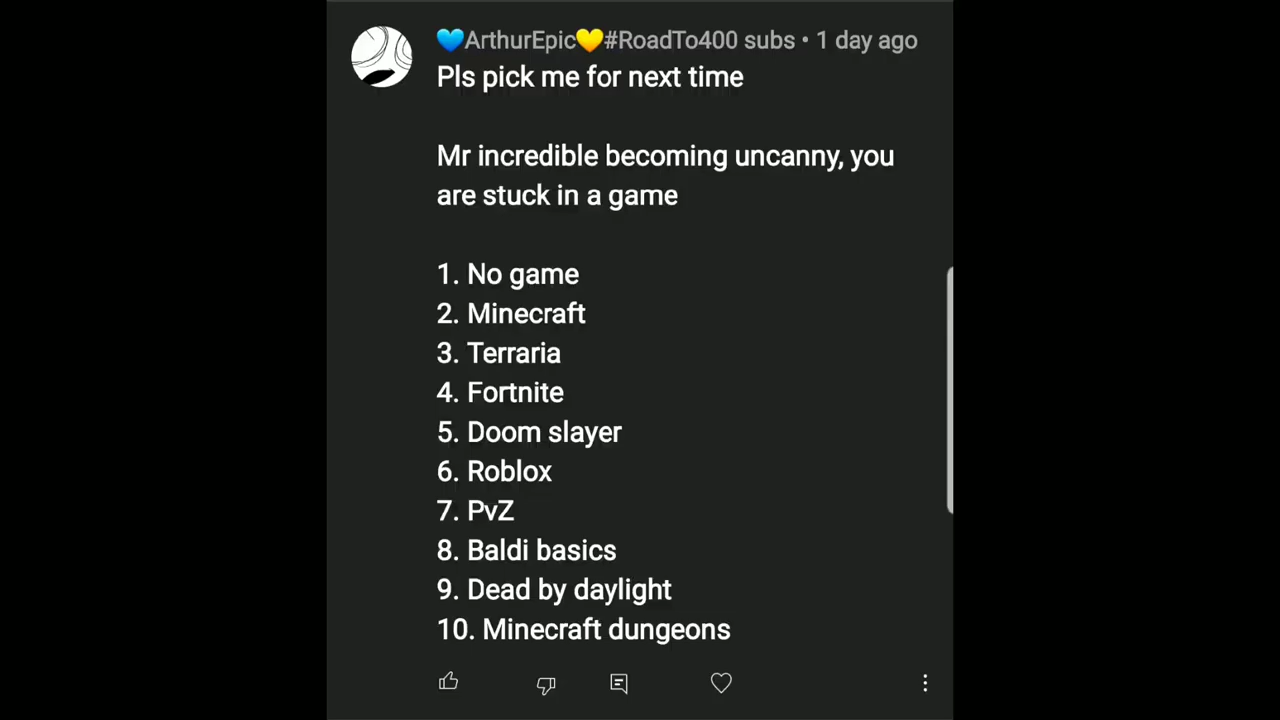 💙ArthurEpic💛#RoadTo400 subs • 1 day ago
Pls pick me for next time
Mr incredible becoming uncanny, you
are stuck in a game
1. No game
2. Minecraft
3. Terraria
4. Fortnite
5. Doom slayer
6. Roblox
7. PvZ
8. Baldi basics
9. Dead by daylight
10. Minecraft dungeons